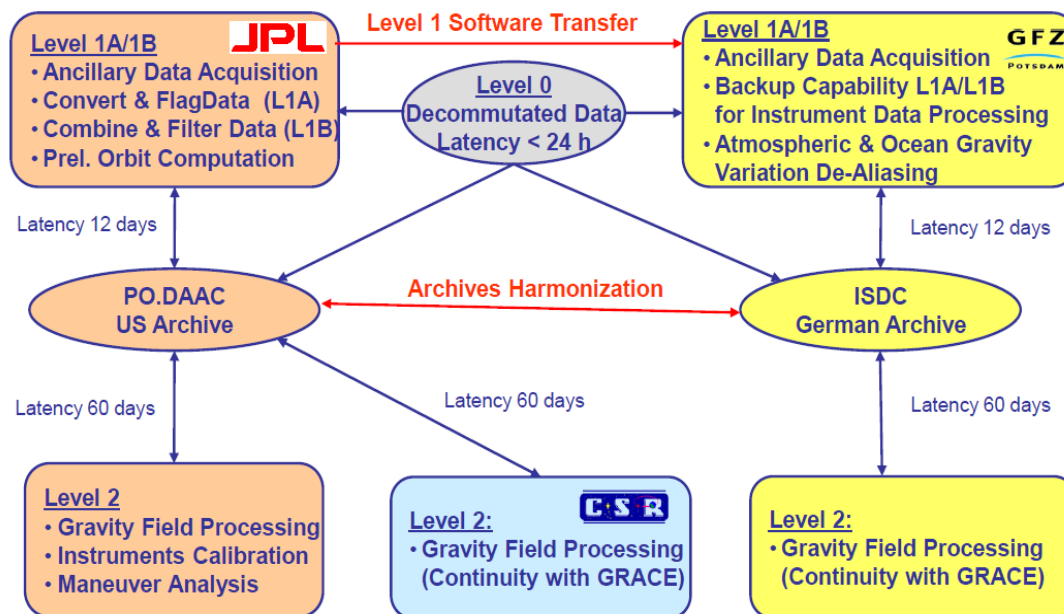 Level 1 Software Transfer
Level 1A/1B
JPL
• Ancillary Data Acquisition
• Convert & FlagData (L1A)
• Combine & Filter Data (L1B)
• Prel. Orbit Computation
Level 0
Decommutated Data
Latency < 24 h
Level 1A/1B
GFZ
POTSDAM
• Ancillary Data Acquisition
• Backup Capability L1A/L1B
for Instrument Data Processing
• Atmospheric & Ocean Gravity
Variation De-Aliasing
Latency 12 days
Latency 12 days
PO.DAAC
US Archive
Archives Harmonization
ISDC
German Archive
Latency 60 days
Latency 60 days
Latency 60 days
Level 2
• Gravity Field Processing
• Instruments Calibration
• Maneuver Analysis
CSR
Level 2:
• Gravity Field Processing
(Continuity with GRACE)
Level 2:
• Gravity Field Processing
(Continuity with GRACE)